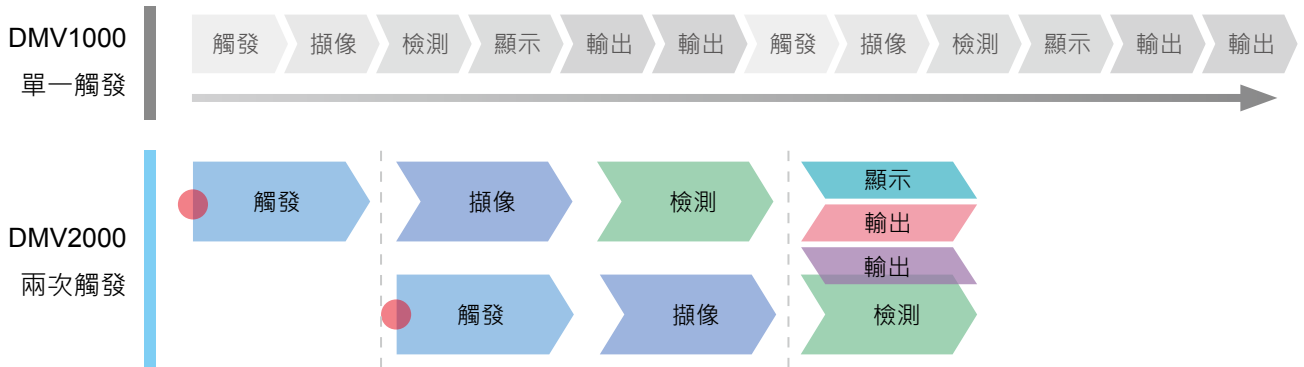 DMV1000
單一觸發
觸發 擷像 檢測 顯示 輸出 輸出 觸發 擷像 檢測 顯示 輸出 輸出
DMV2000
兩次觸發
觸發 擷像 檢測 顯示
輸出
輸出
觸發 擷像 檢測